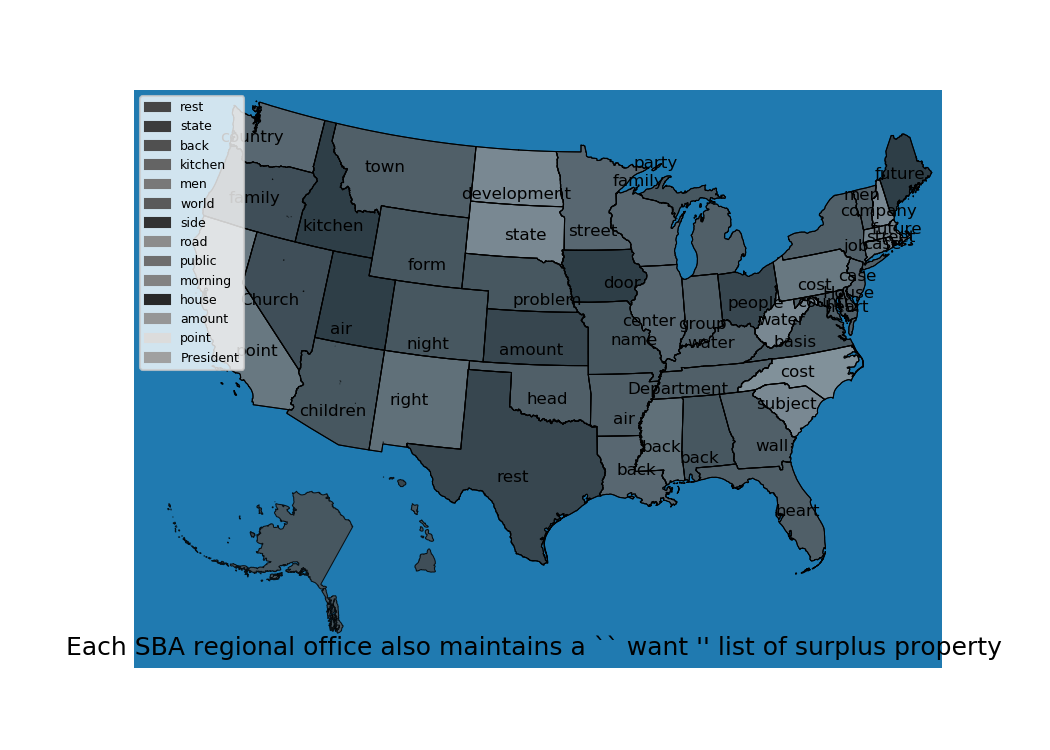 rest
state
back
kitchen
men
world
side
road
public
morning
house
amount
point
President
country
town
party
family
future
men
development
family
company
kitchen
state
street
future
street
job
case
form
door
cost
case
House
Church
problem
people
county
heart
air
center
group
water
night
name
water
basis
point
amount
cost
Department
right
head
subject
children
air
back
back
wall
back
rest
heart
Each SBA regional office also maintains a `` want '' list of surplus property